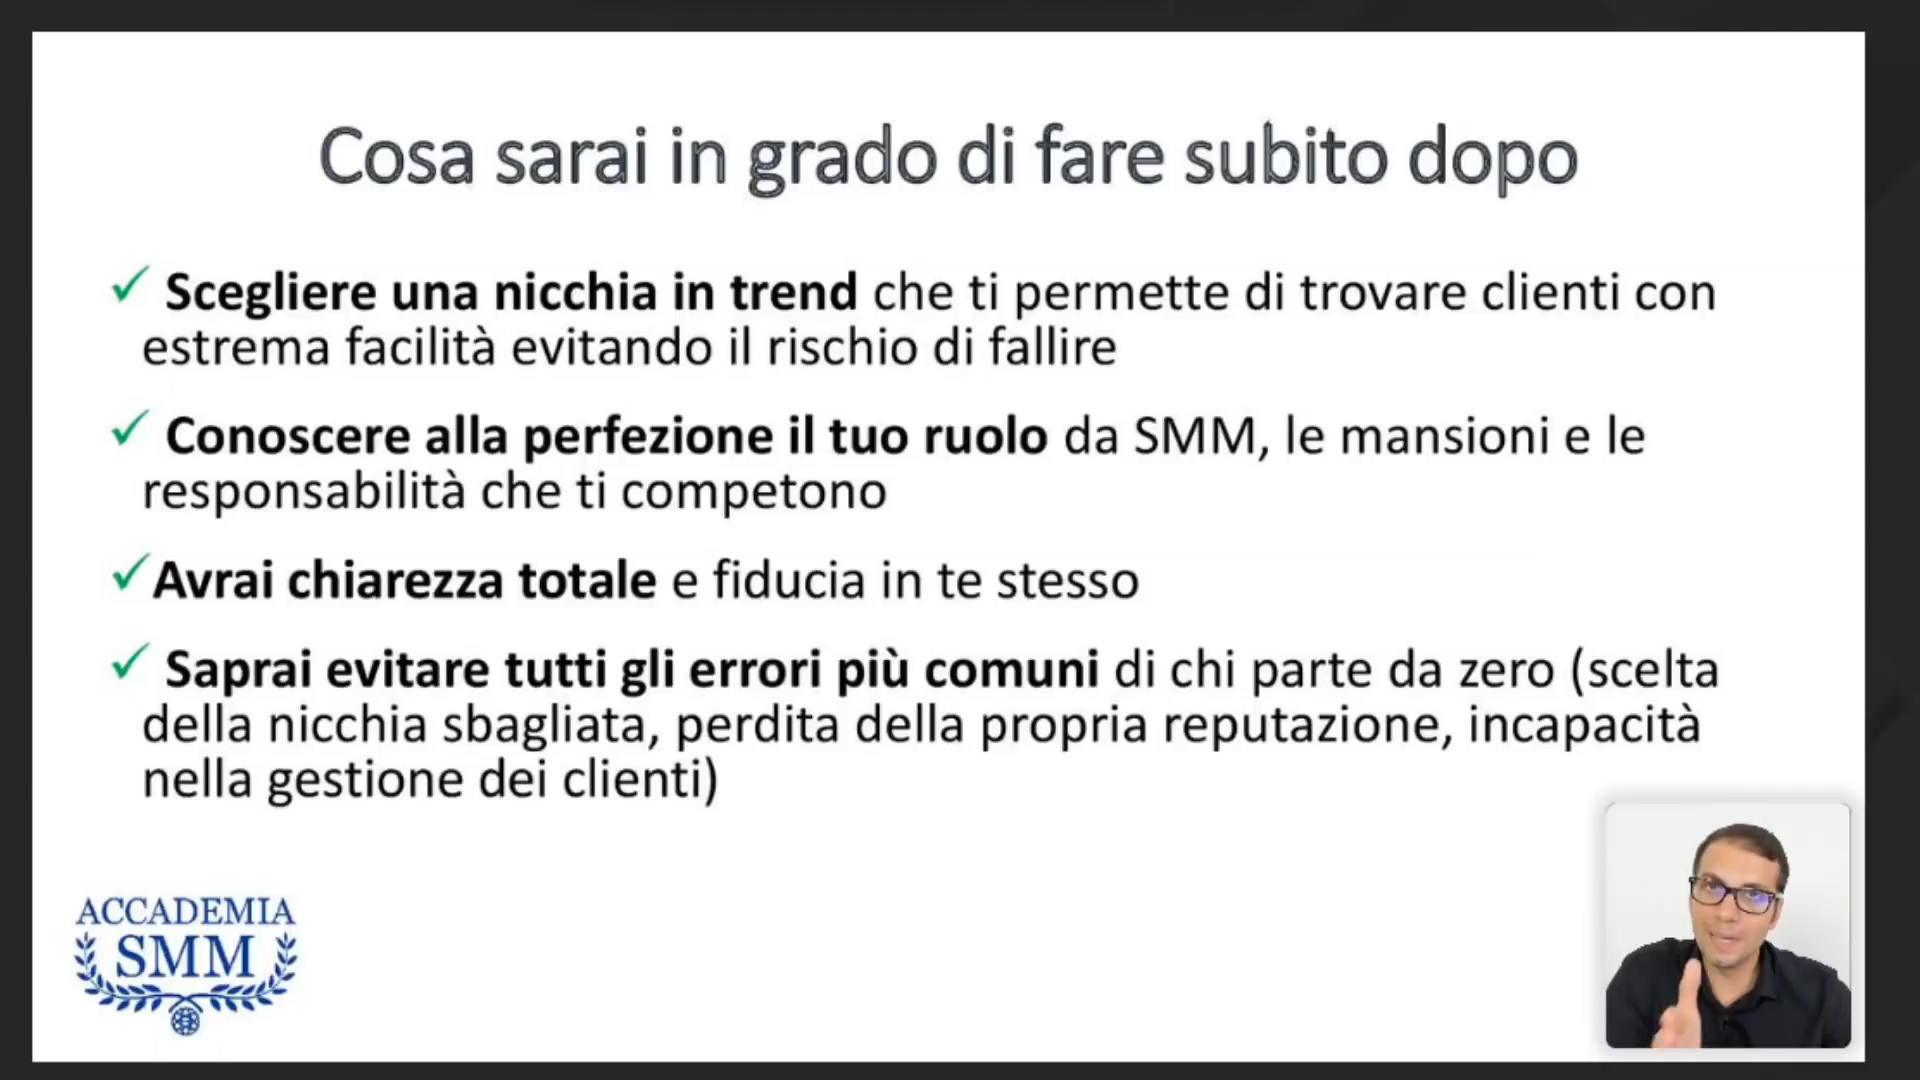 Cosa sarai in grado di fare subito dopo
✓ Scegliere una nicchia in trend che ti permette di trovare clienti con
estrema facilità evitando il rischio di fallire
✓ Conoscere alla perfezione il tuo ruolo da SMM, le mansioni e le
responsabilità che ti competono
✓Avrai chiarezza totale e fiducia in te stesso
✓ Saprai evitare tutti gli errori più comuni di chi parte da zero (scelta
della nicchia sbagliata, perdita della propria reputazione, incapacità
nella gestione dei clienti)
ACCADEMIA
SMM